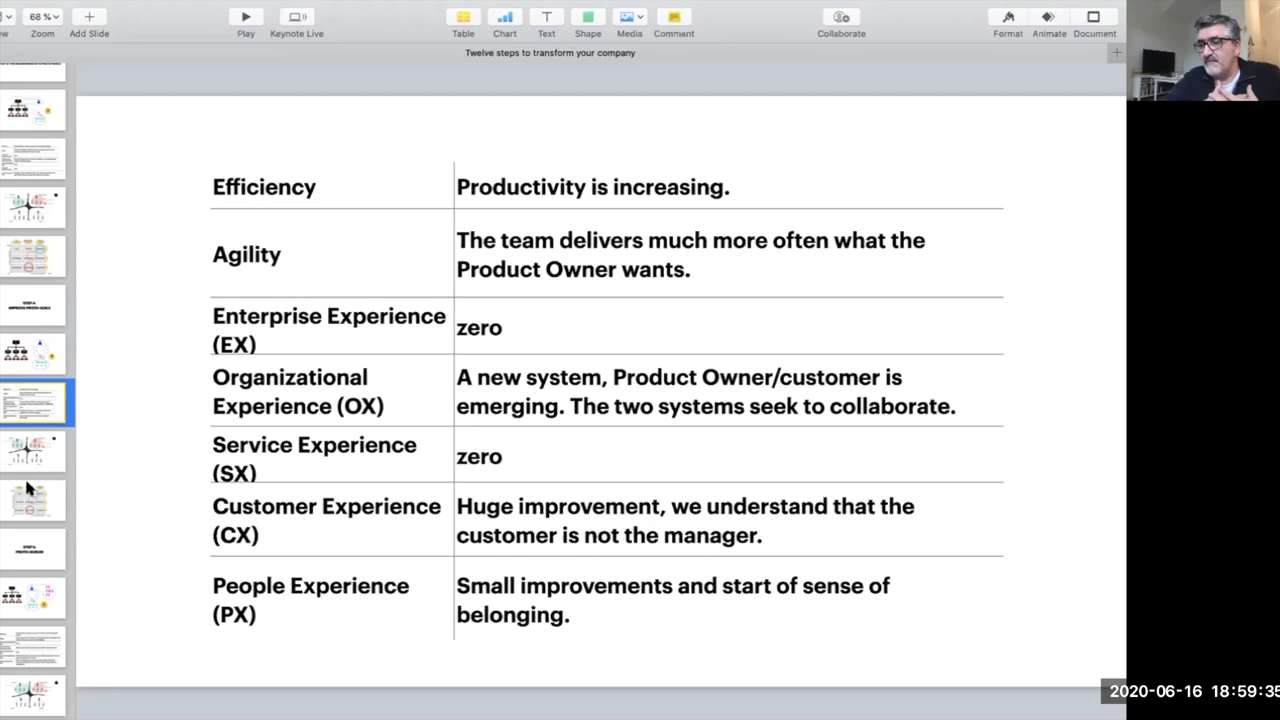 68 %
Zoom
Add Slide
Play
Keynote Live
Table
Chart
Text
Shape
Media
Comment
Collaborate
Format
Animate
Document
Twelve steps to transform your company
Efficiency
Productivity is increasing.
Agility
The team delivers much more often what the
Product Owner wants.
Enterprise Experience
(EX)
zero
Organizational
Experience (OX)
A new system, Product Owner/customer is
emerging. The two systems seek to collaborate.
Service Experience
(SX)
zero
Customer Experience
(CX)
Huge improvement, we understand that the
customer is not the manager.
People Experience
(PX)
Small improvements and start of sense of
belonging.
2020-06-16 18:59:35